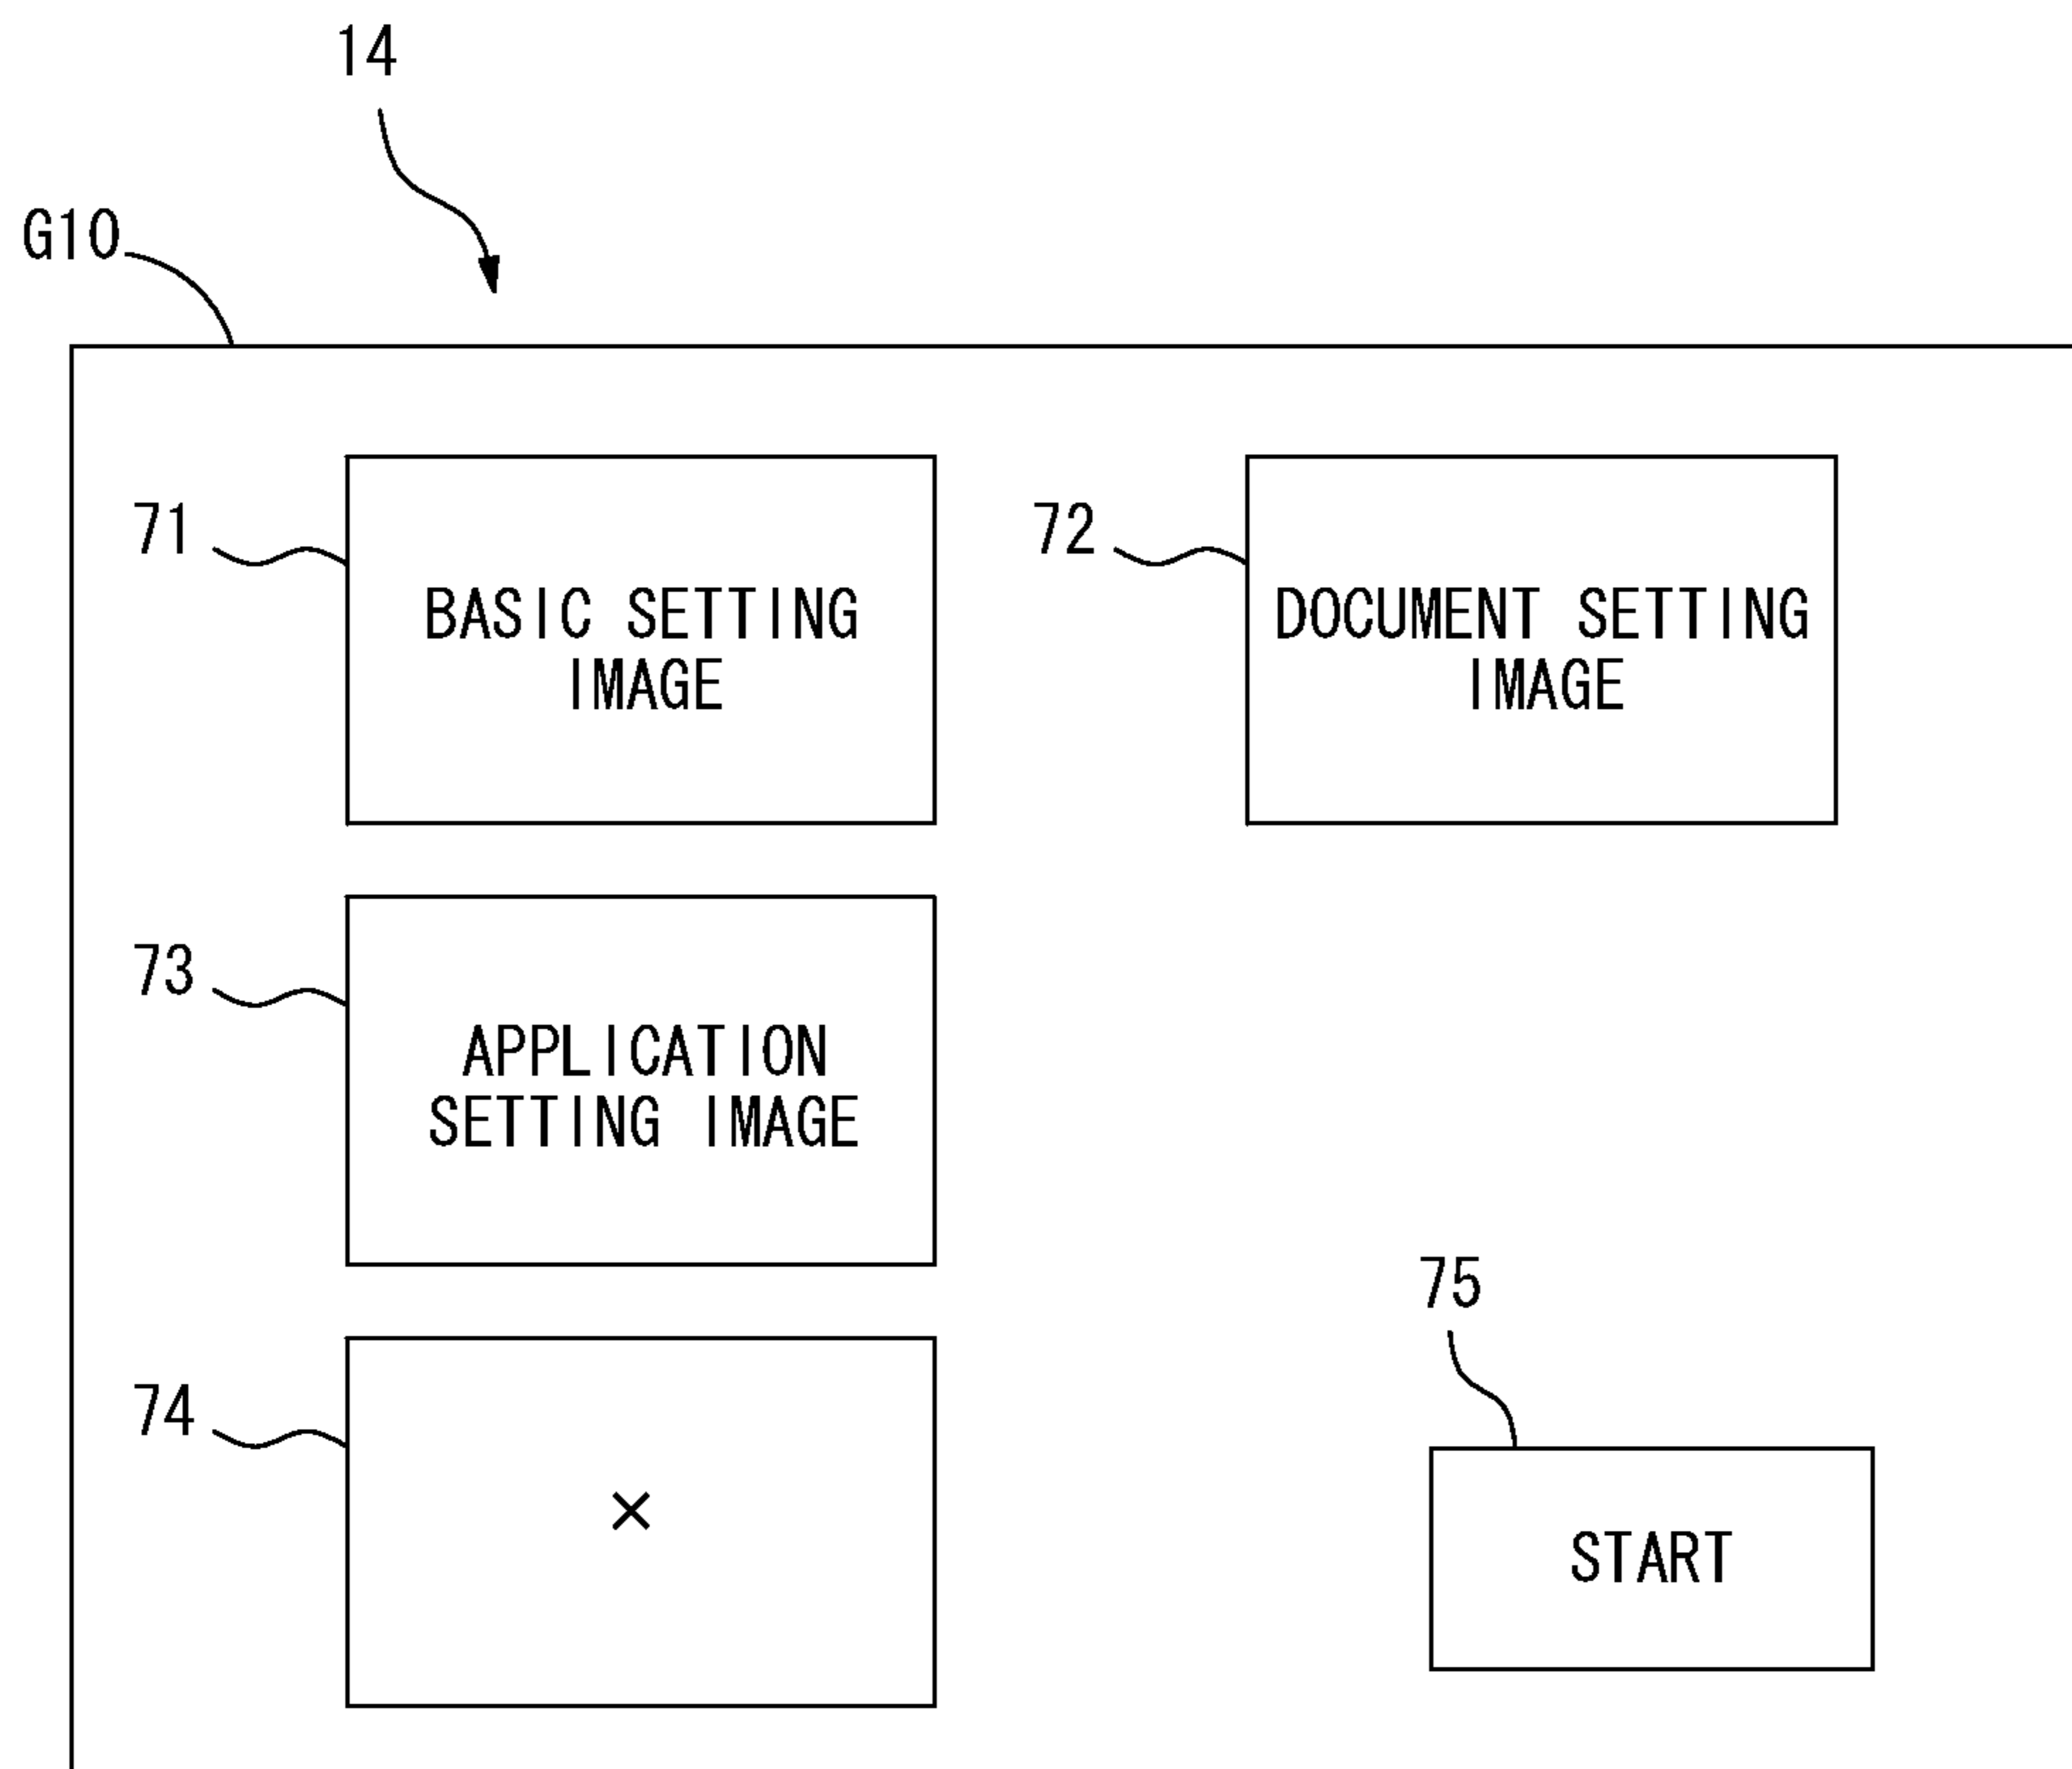 14
G10
71
BASIC SETTING
IMAGE
72
DOCUMENT SETTING
IMAGE
73
APPLICATION
SETTING IMAGE
74
×
75
START